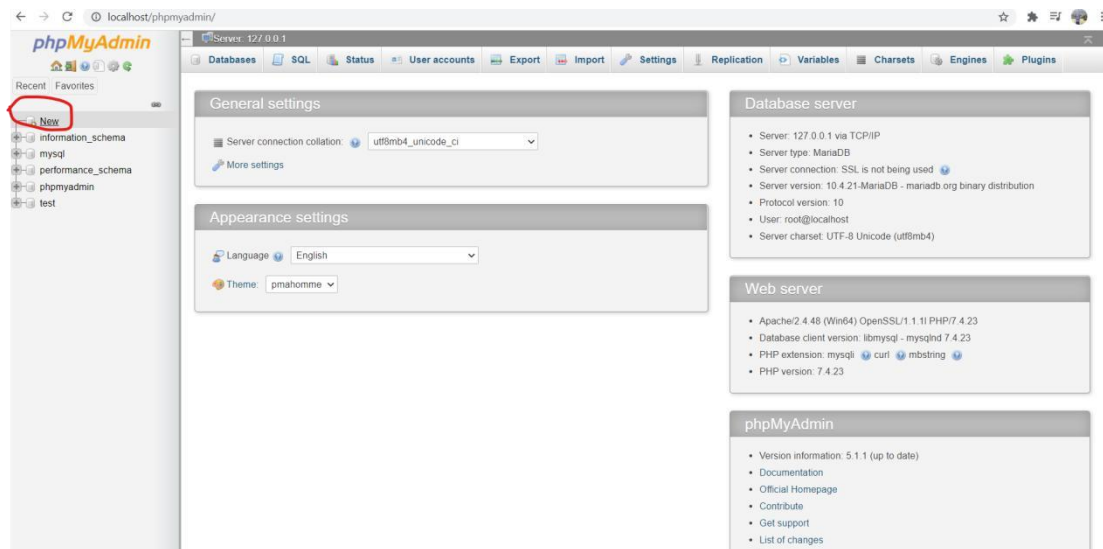 localhost/phpmyadmin/
phpMyAdmin
Recent Favorites
New
information_schema
mysql
performance_schema
phpmyadmin
test
Server: 127.0.0.1
Databases SQL Status User accounts Export Import Settings Replication Variables Charsets Engines Plugins
General settings
Server connection collation: utf8mb4_unicode_ci
More settings
Appearance settings
Language English
Theme: pmahomme
Database server
• Server: 127.0.0.1 via TCP/IP
• Server type: MariaDB
• Server connection: SSL is not being used
• Server version: 10.4.21-MariaDB - mariadb.org binary distribution
• Protocol version: 10
• User: root@localhost
• Server charset: UTF-8 Unicode (utf8mb4)
Web server
• Apache/2.4.48 (Win64) OpenSSL/1.1.1l PHP/7.4.23
• Database client version: libmysql - mysqlnd 7.4.23
• PHP extension: mysqli curl mbstring
• PHP version: 7.4.23
phpMyAdmin
• Version information: 5.1.1 (up to date)
• Documentation
• Official Homepage
• Contribute
• Get support
• List of changes